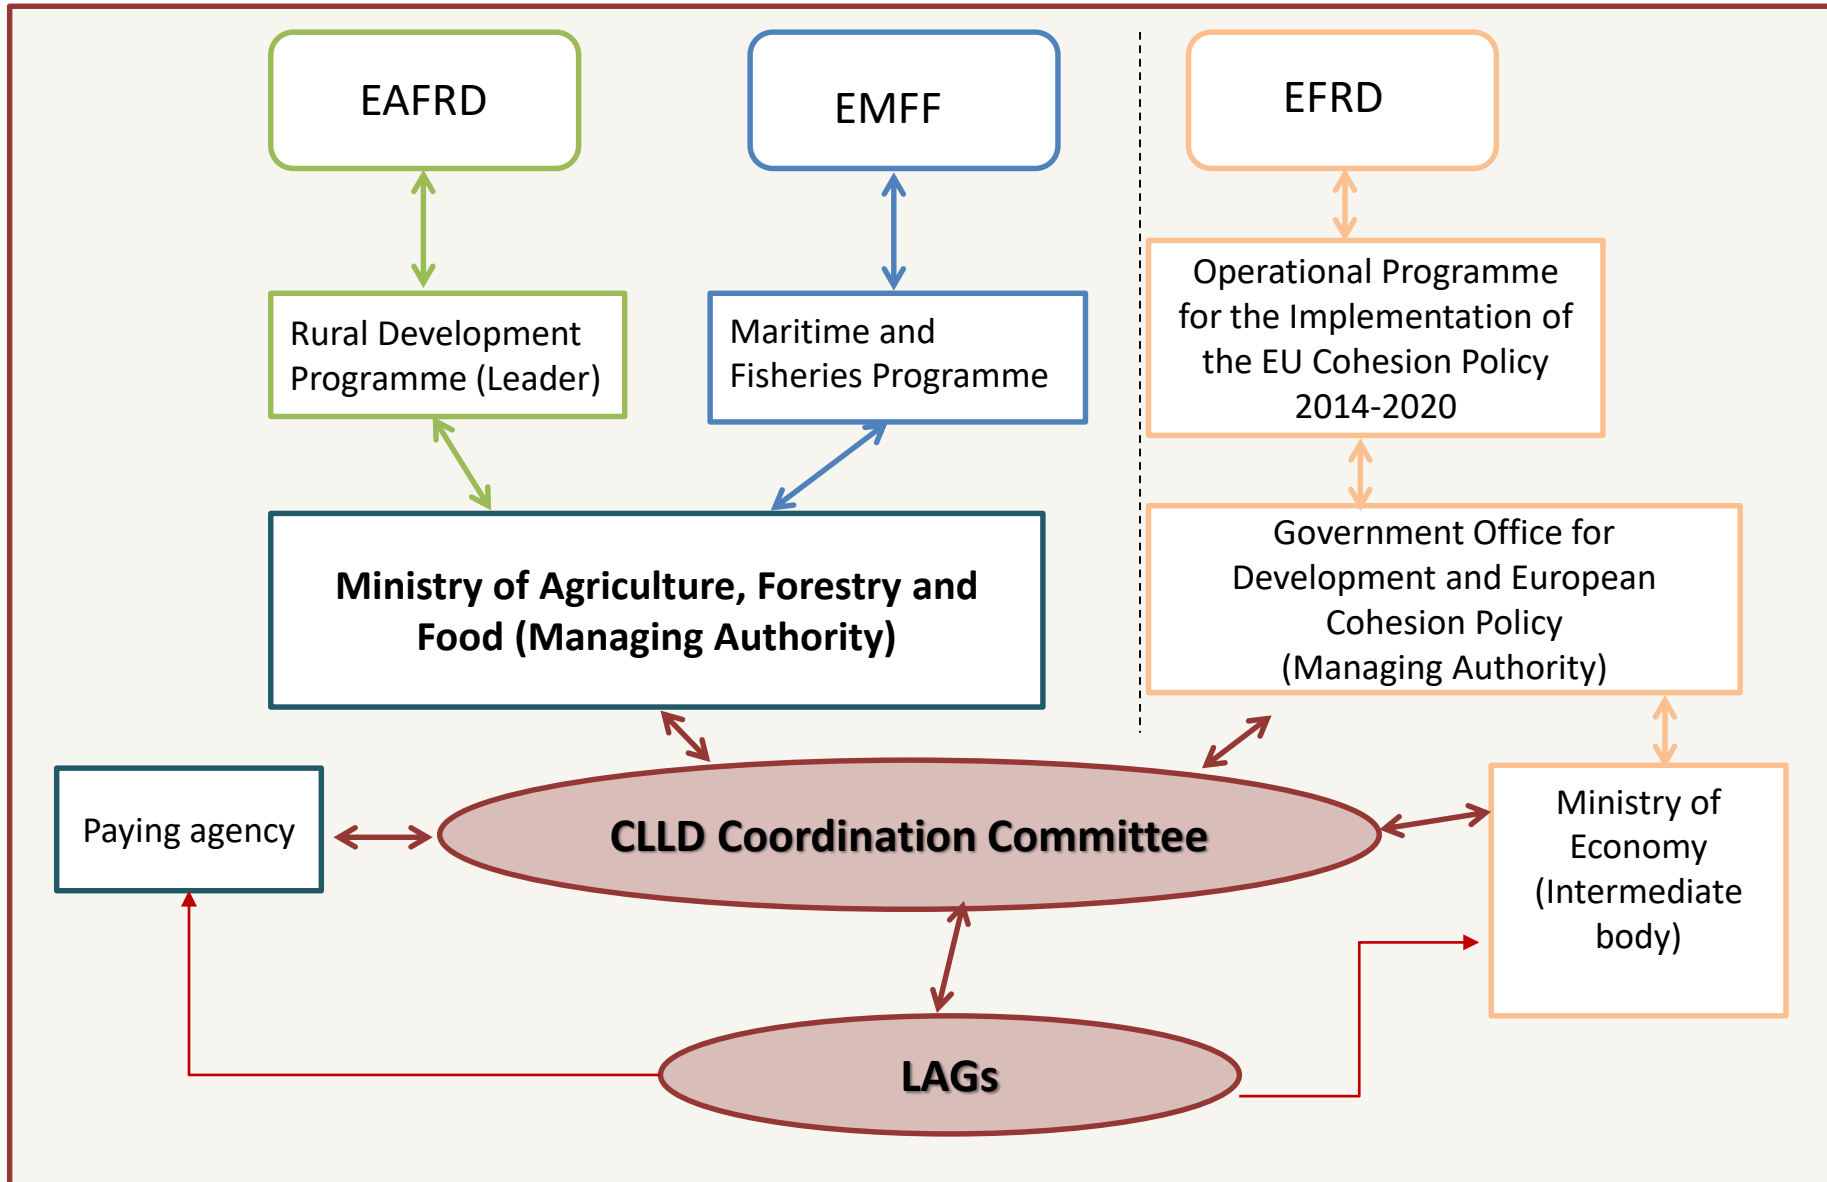 EAFRD
EMFF
EFRD
Rural Development
Programme (Leader)
Maritime and
Fisheries Programme
Operational Programme
for the Implementation of
the EU Cohesion Policy
2014-2020
Ministry of Agriculture, Forestry and
Food (Managing Authority)
Government Office for
Development and European
Cohesion Policy
(Managing Authority)
Paying agency
CLLD Coordination Committee
Ministry of
Economy
(Intermediate
body)
LAGs